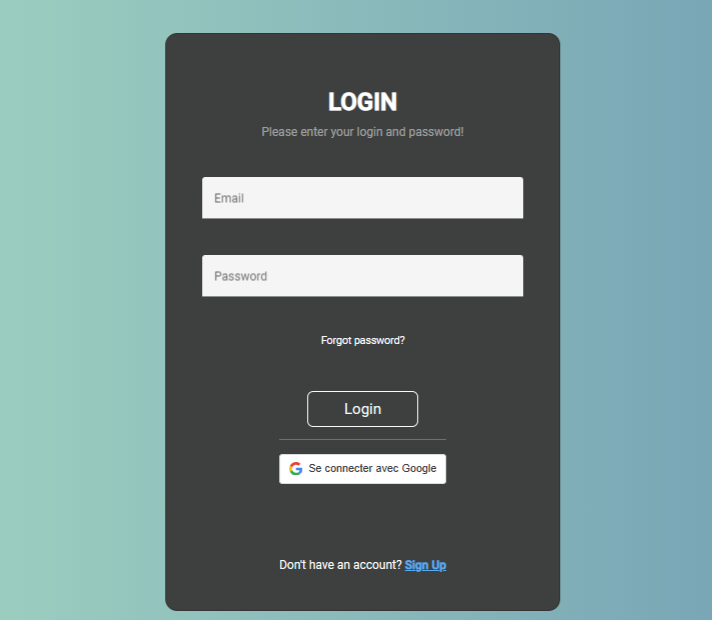 LOGIN
Please enter your login and password!
Email
Password
Forgot password?
Login
Se connecter avec Google
Don't have an account? Sign Up